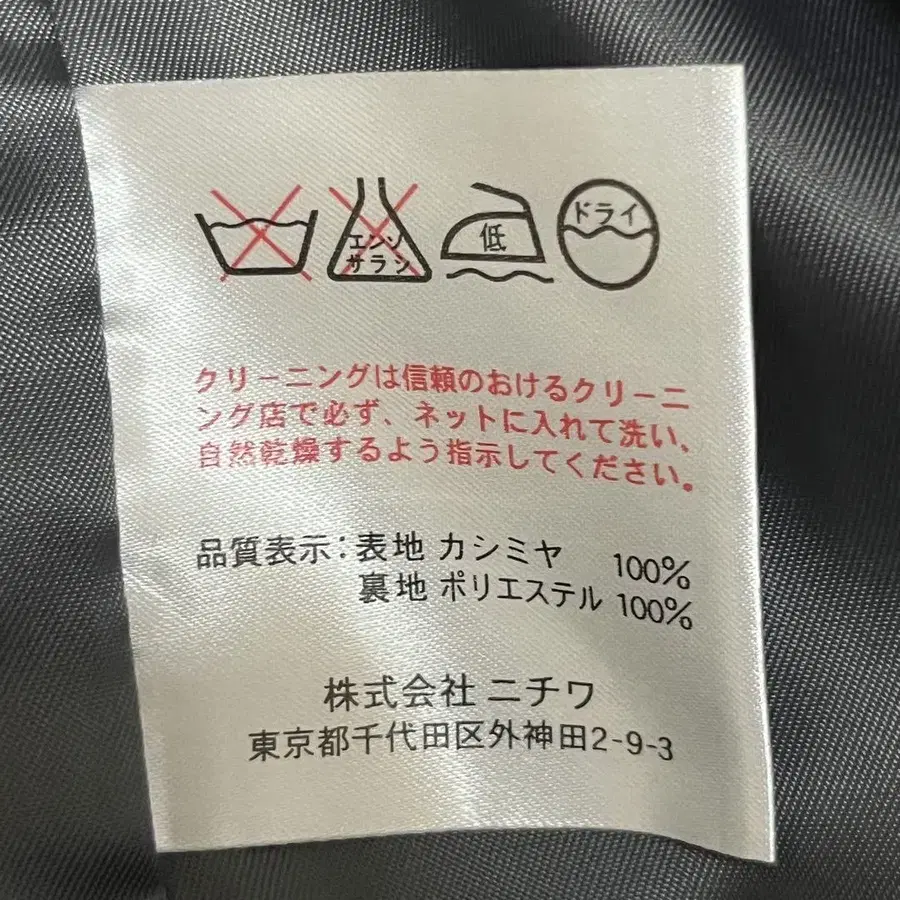 エンソ
サラシ
低
ドライ
クリーニングは信頼のおけるクリーニ
ング店で必ず、ネットに入れて洗い、
自然乾燥するよう指示してください。
品質表示：表地 カシミヤ 100%
裏地 ポリエステル 100%
株式会社 ニチワ
東京都千代田区外神田2-9-3